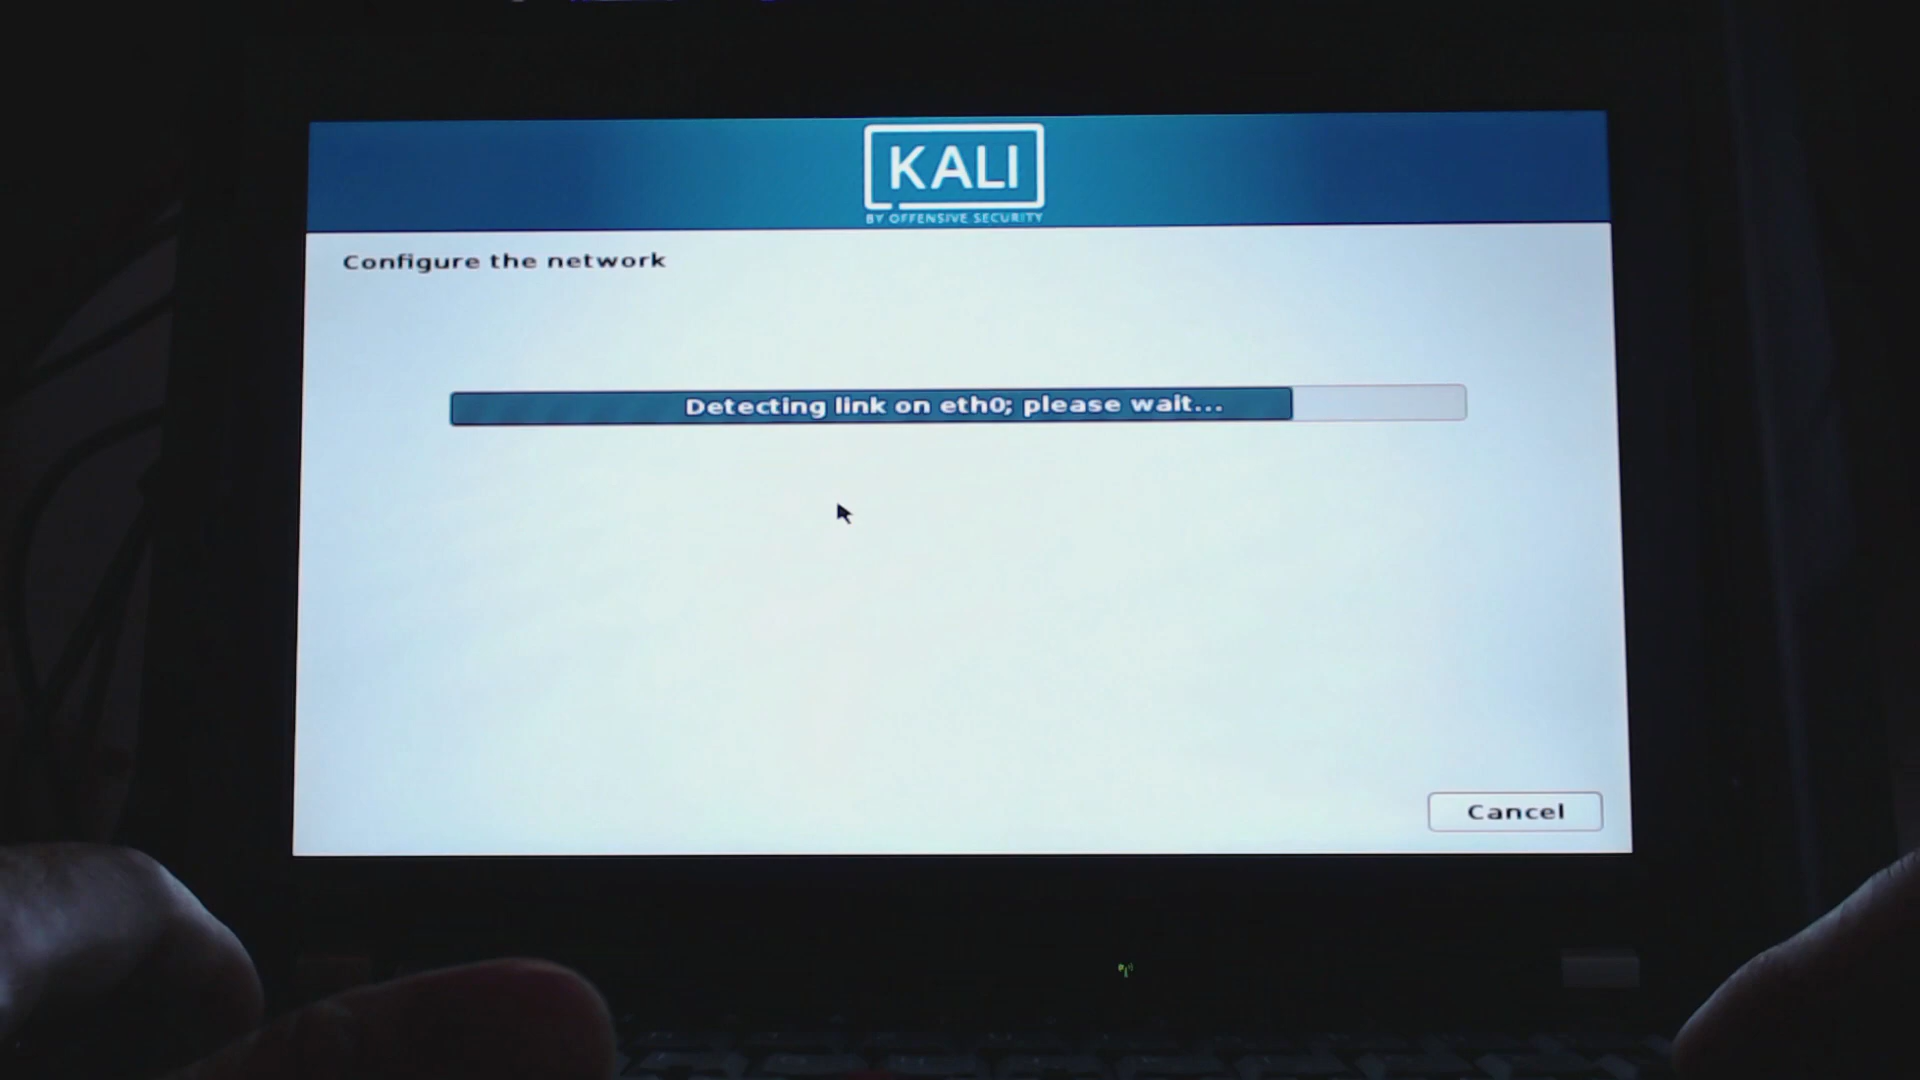 KALI
BY OFFENSIVE SECURITY
Configure the network
Detecting link on eth0; please wait...
Cancel